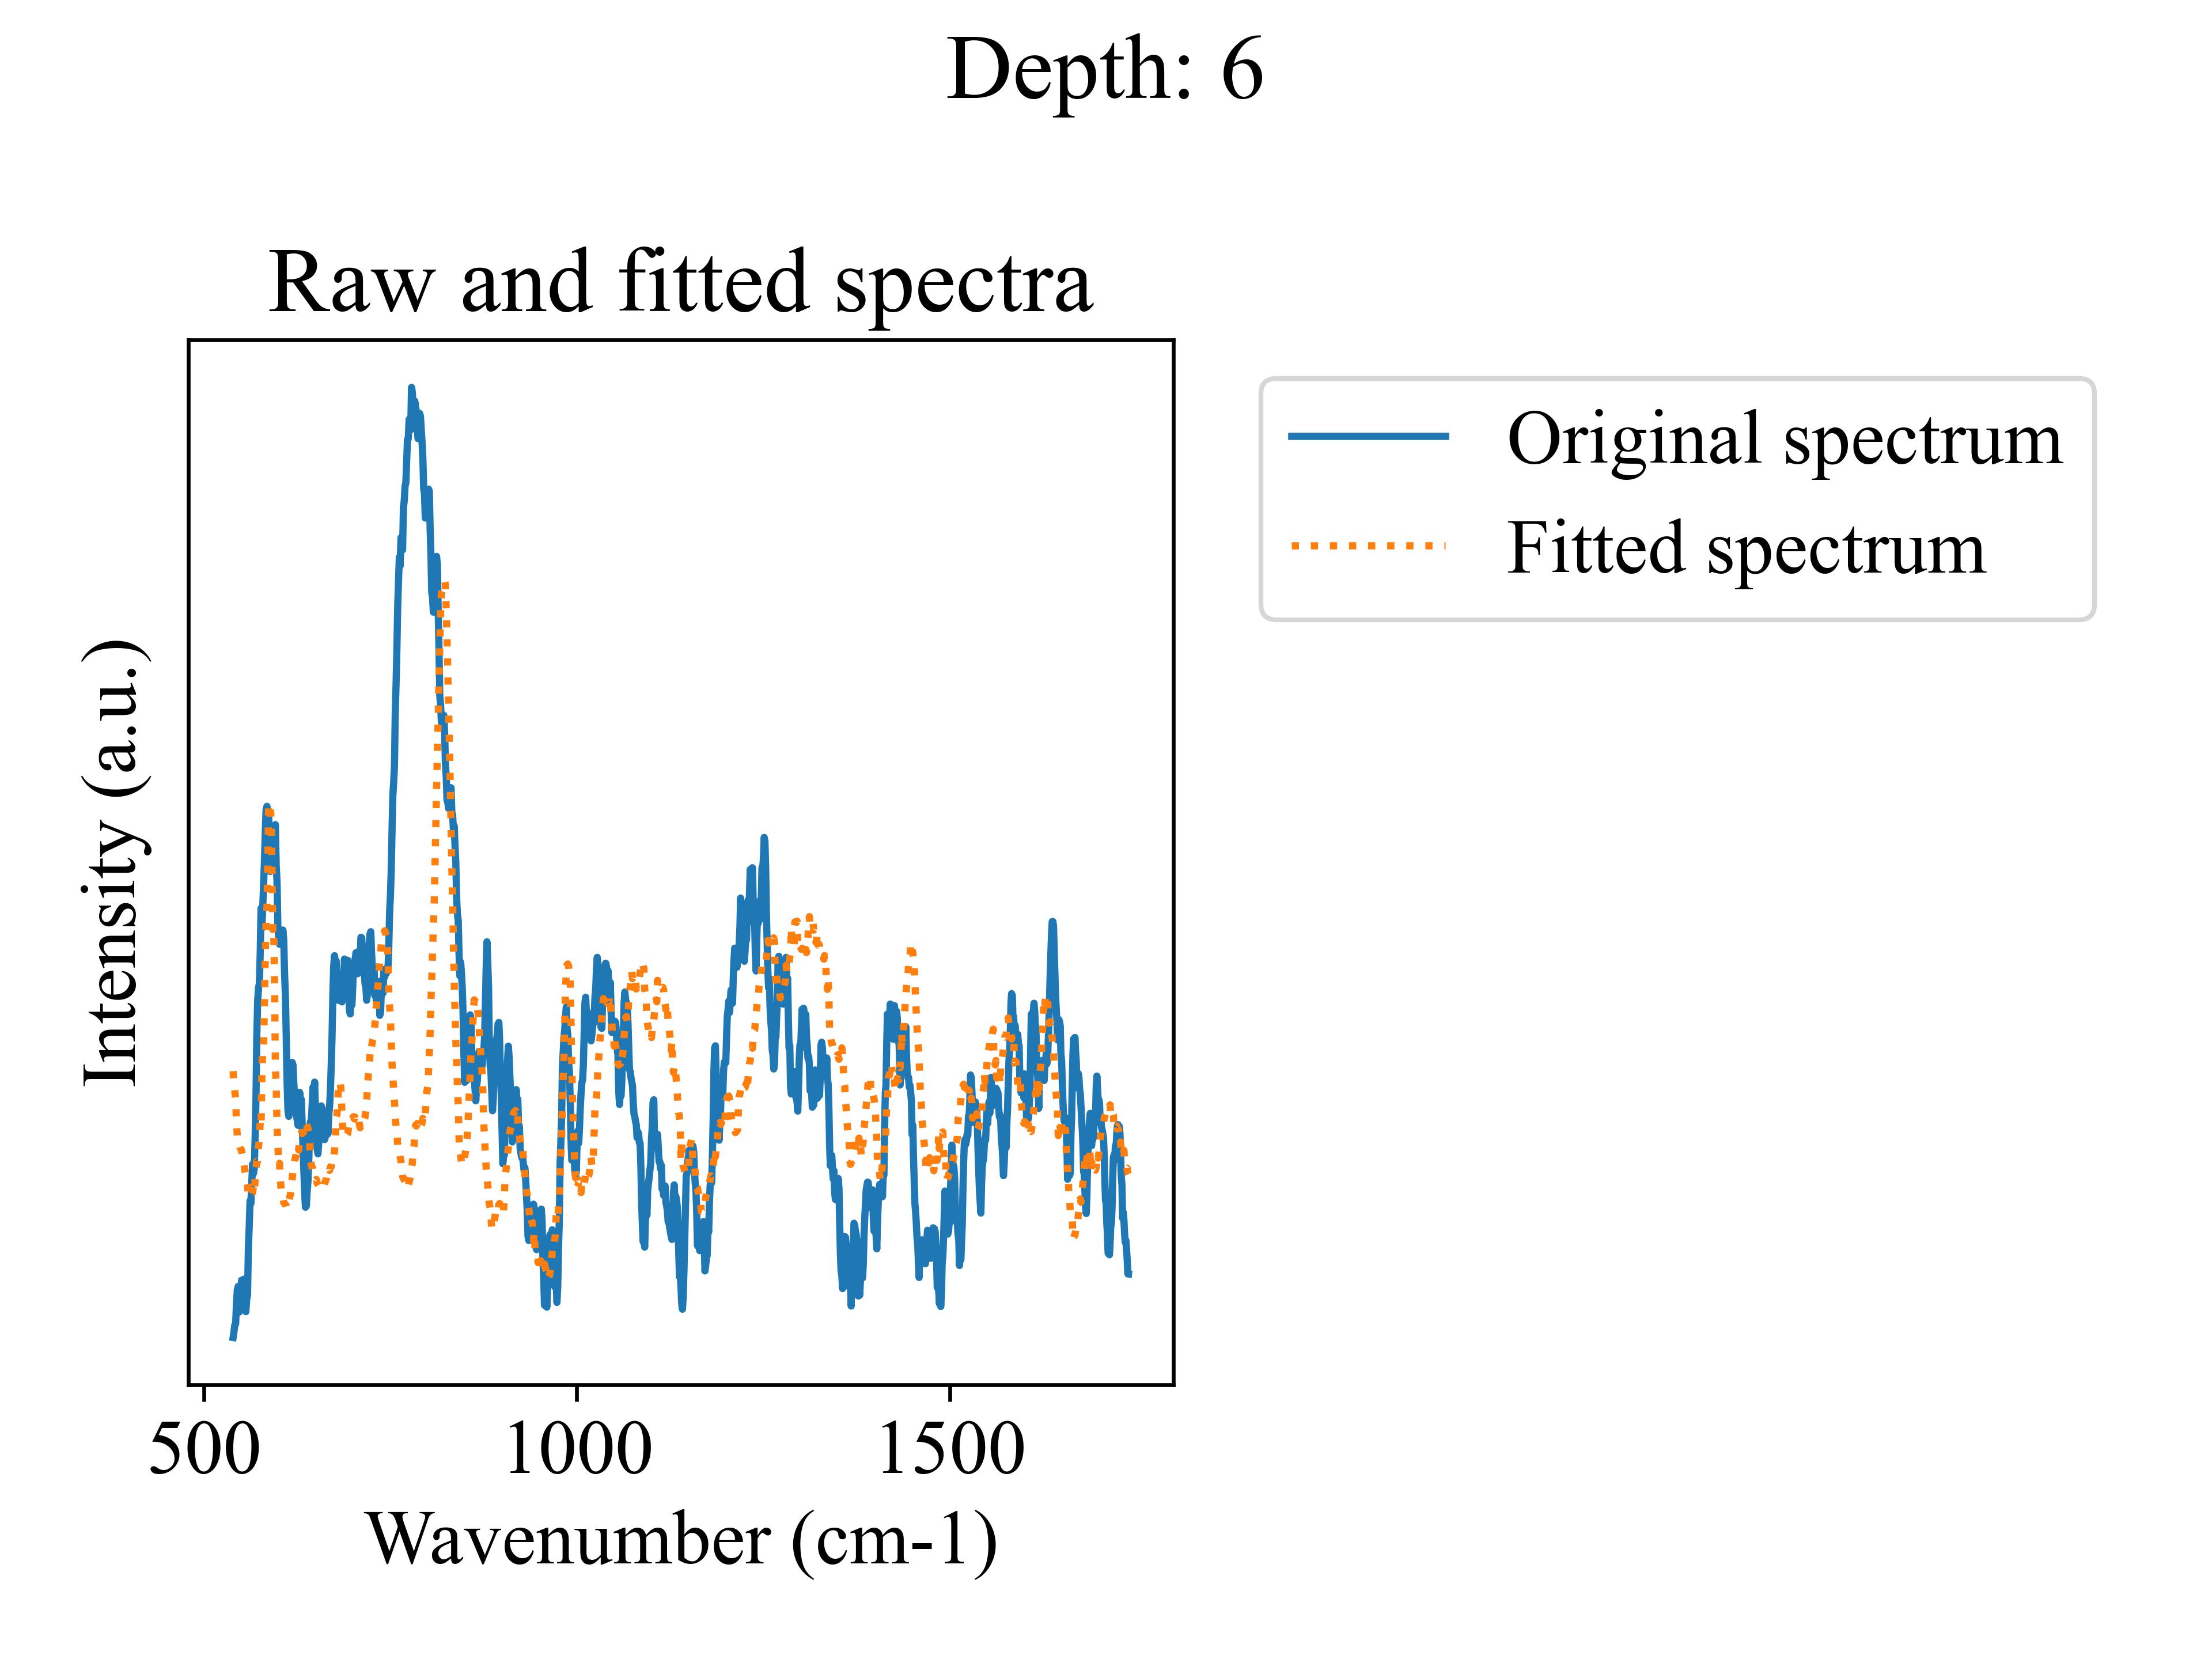 Depth: 6
Raw and fitted spectra
Original spectrum
Fitted spectrum
Intensity (a.u.)
500 1000 1500
Wavenumber (cm-1)